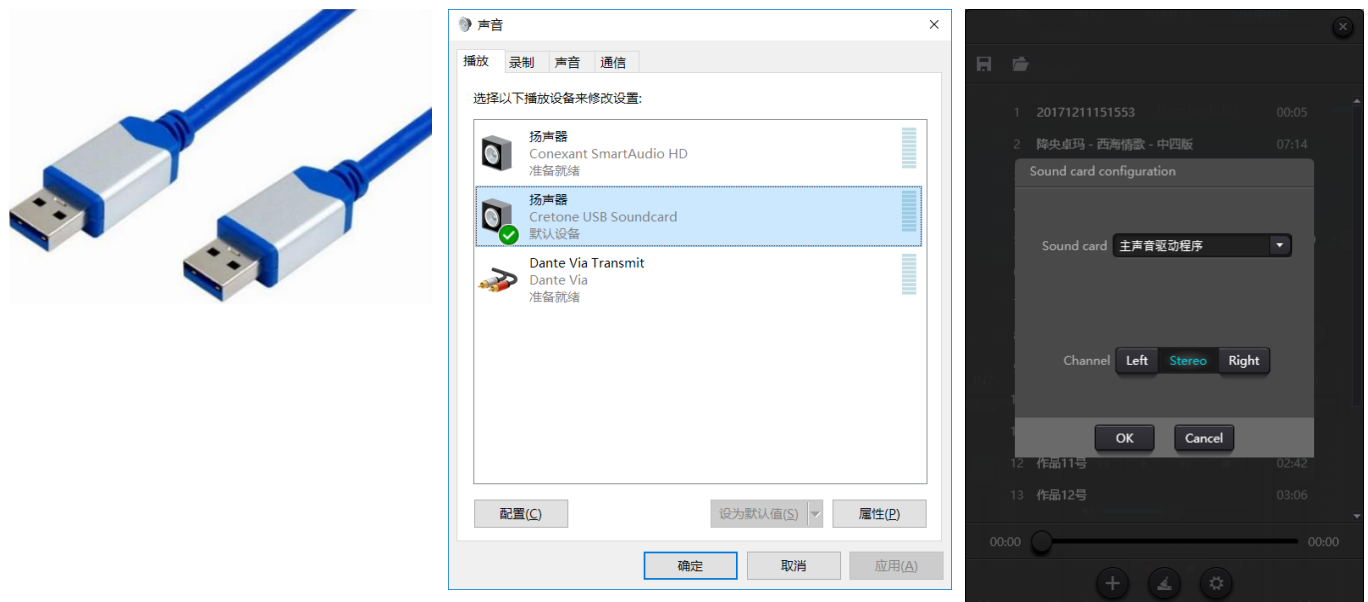 声音
播放 录制 声音 通信
选择以下播放设备来修改设置:
扬声器
Conexant SmartAudio HD
准备就绪
扬声器
Cretone USB Soundcard
默认设备
Dante Via Transmit
Dante Via
准备就绪
配置(C) 设为默认值(S) 属性(P)
确定 取消 应用(A)
1 20171211151553 00:05
2 降央卓玛 - 西海情歌 - 中四版 07:14
Sound card configuration
Sound card 主声音驱动程序
Channel Left Stereo Right
OK Cancel
12 作品11号 02:42
13 作品12号 03:06
00:00 00:00